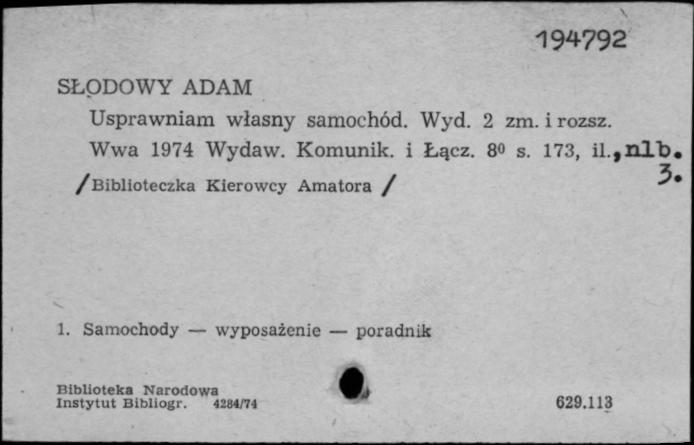 194792
SŁODOWY ADAM
Usprawniam własny samochód. Wyd. 2 zm. i rozsz.
Wwa 1974 Wydaw. Komunik. i Łącz. 8⁰ s. 173, il., nlb.
3.
/Biblioteczka Kierowcy Amatora /
1. Samochody — wyposażenie — poradnik
Biblioteka Narodowa
Instytut Bibliogr. 4284/74
629.113